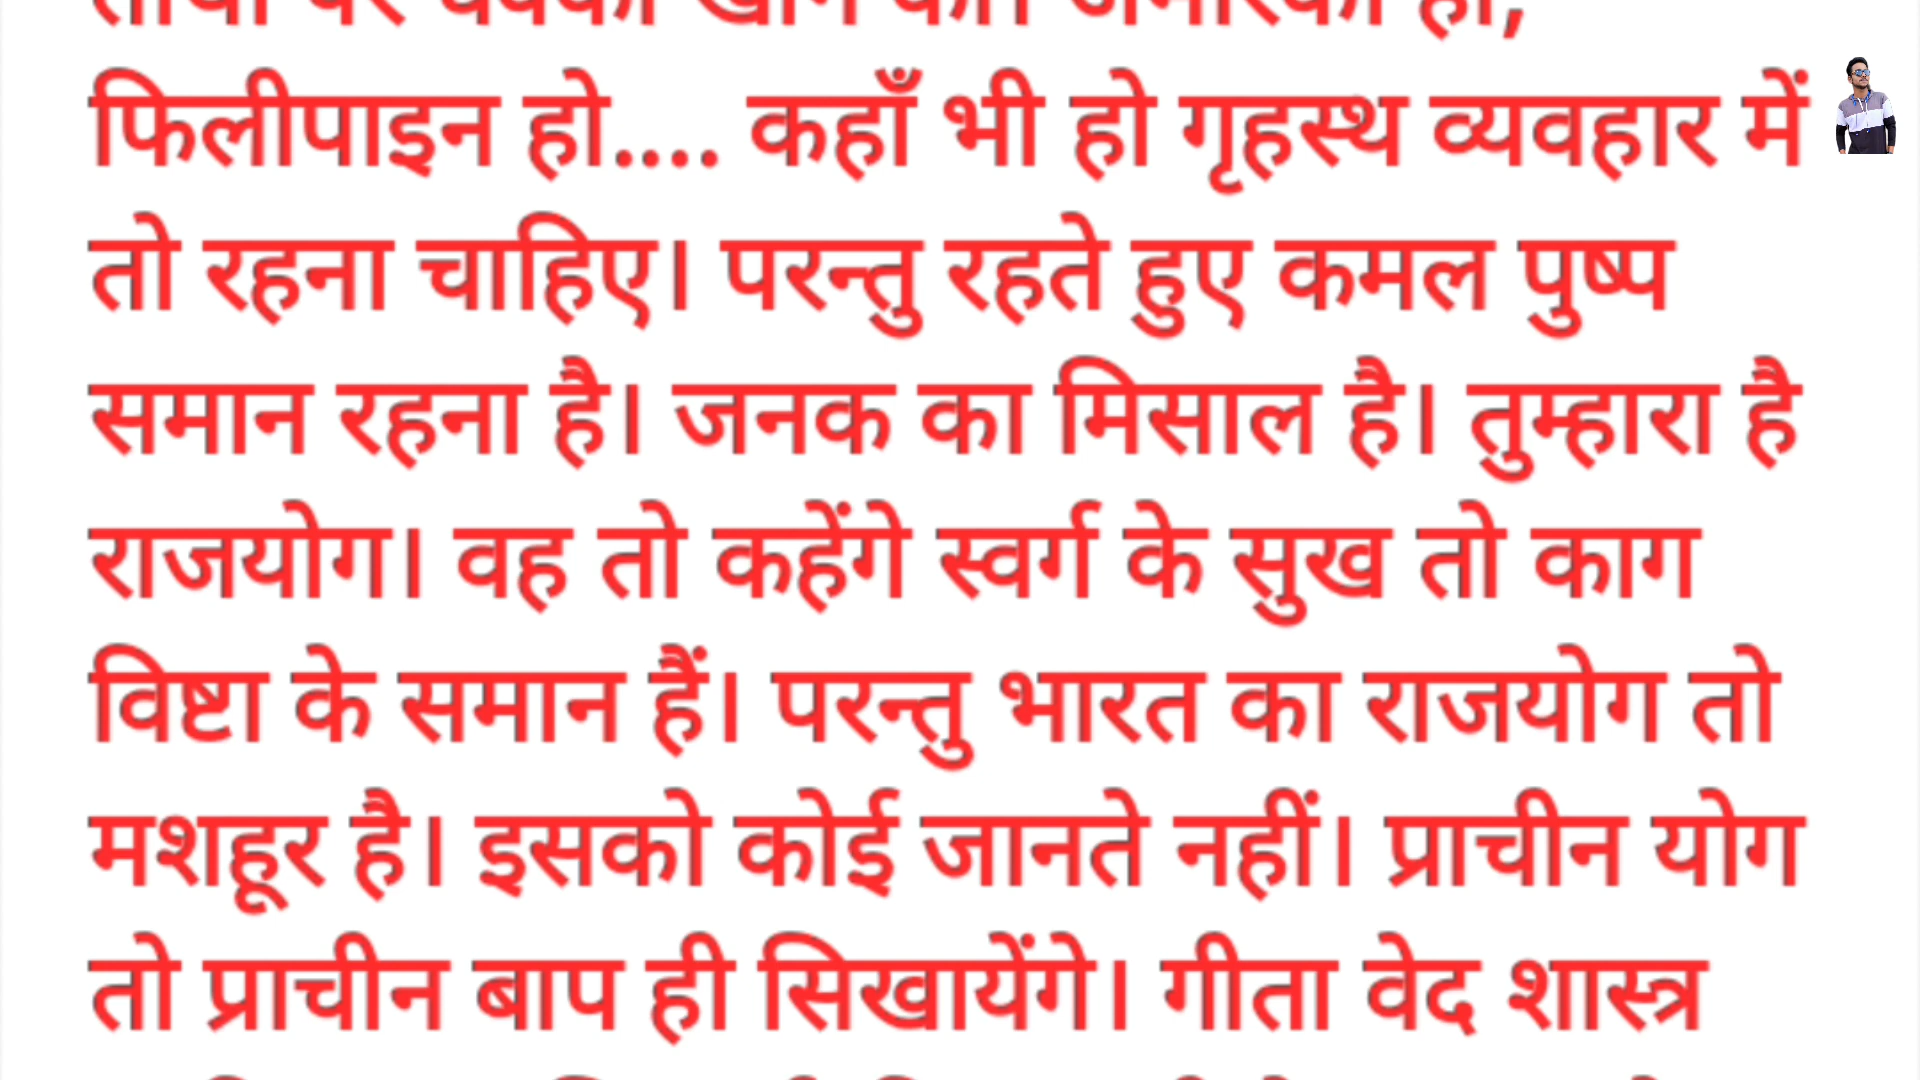 फिलीपाइन हो.... कहाँ भी हो गृहस्थ व्यवहार में
तो रहना चाहिए। परन्तु रहते हुए कमल पुष्प
समान रहना है। जनक का मिसाल है। तुम्हारा है
राजयोग। वह तो कहेंगे स्वर्ग के सुख तो काग
विष्टा के समान हैं। परन्तु भारत का राजयोग तो
मशहूर है। इसको कोई जानते नहीं। प्राचीन योग
तो प्राचीन बाप ही सिखायेंगे। गीता वेद शास्त्र